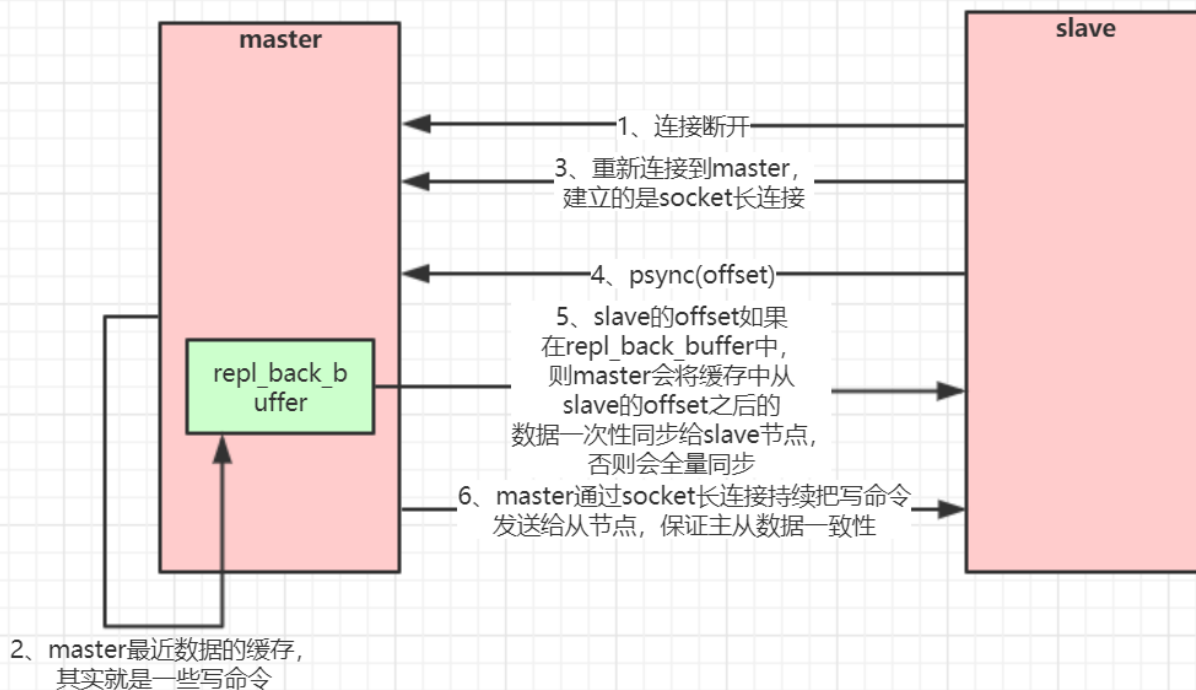 master
slave
1、连接断开
3、重新连接到master，
建立的是socket长连接
4、psync(offset)
5、slave的offset如果
在repl_back_buffer中，
则master会将缓存中从
slave的offset之后的
数据一次性同步给slave节点，
否则会全量同步
repl_back_b
uffer
6、master通过socket长连接持续把写命令
发送给从节点，保证主从数据一致性
2、master最近数据的缓存，
其实就是一些写命令